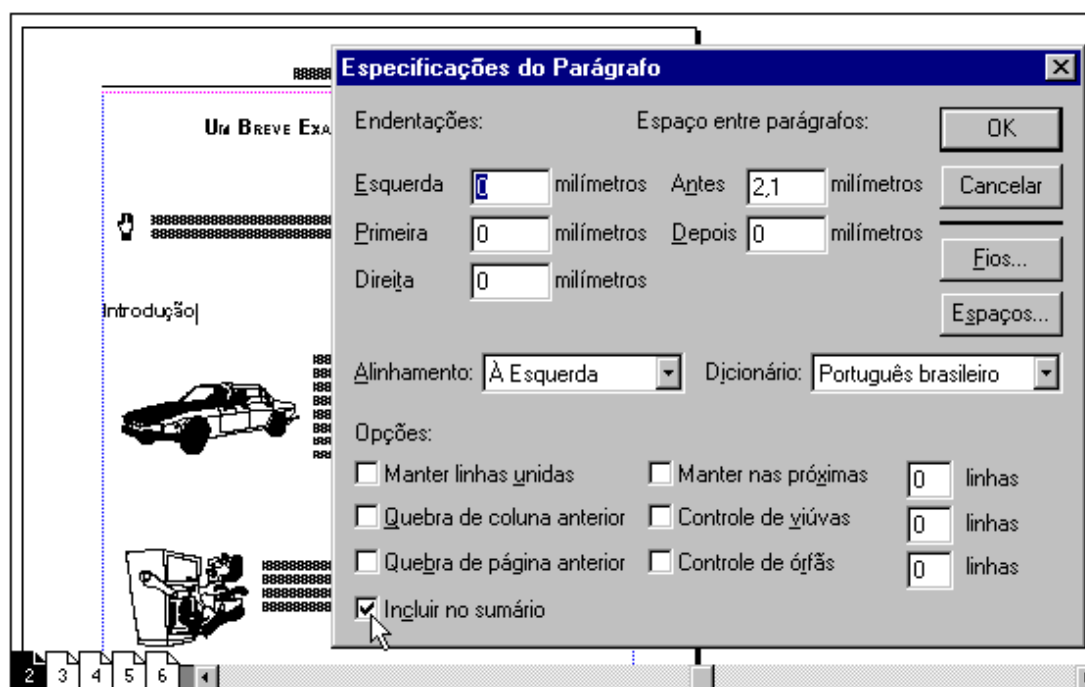 Especificações do Parágrafo
UM BREVE EXA
Endentações:
Espaço entre parágrafos:
OK
Esquerda 0 milímetros Antes 2,1 milímetros Cancelar
Primeira 0 milímetros Depois 0 milímetros
Fios...
Direita 0 milímetros
Introdução
Espaços...
Alinhamento: À Esquerda Dicionário: Português brasileiro
Opções:
Manter linhas unidas Manter nas próximas 0 linhas
Quebra de coluna anterior Controle de viúvas 0 linhas
Quebra de página anterior Controle de órfãs 0 linhas
Incluir no sumário
2 3 4 5 6